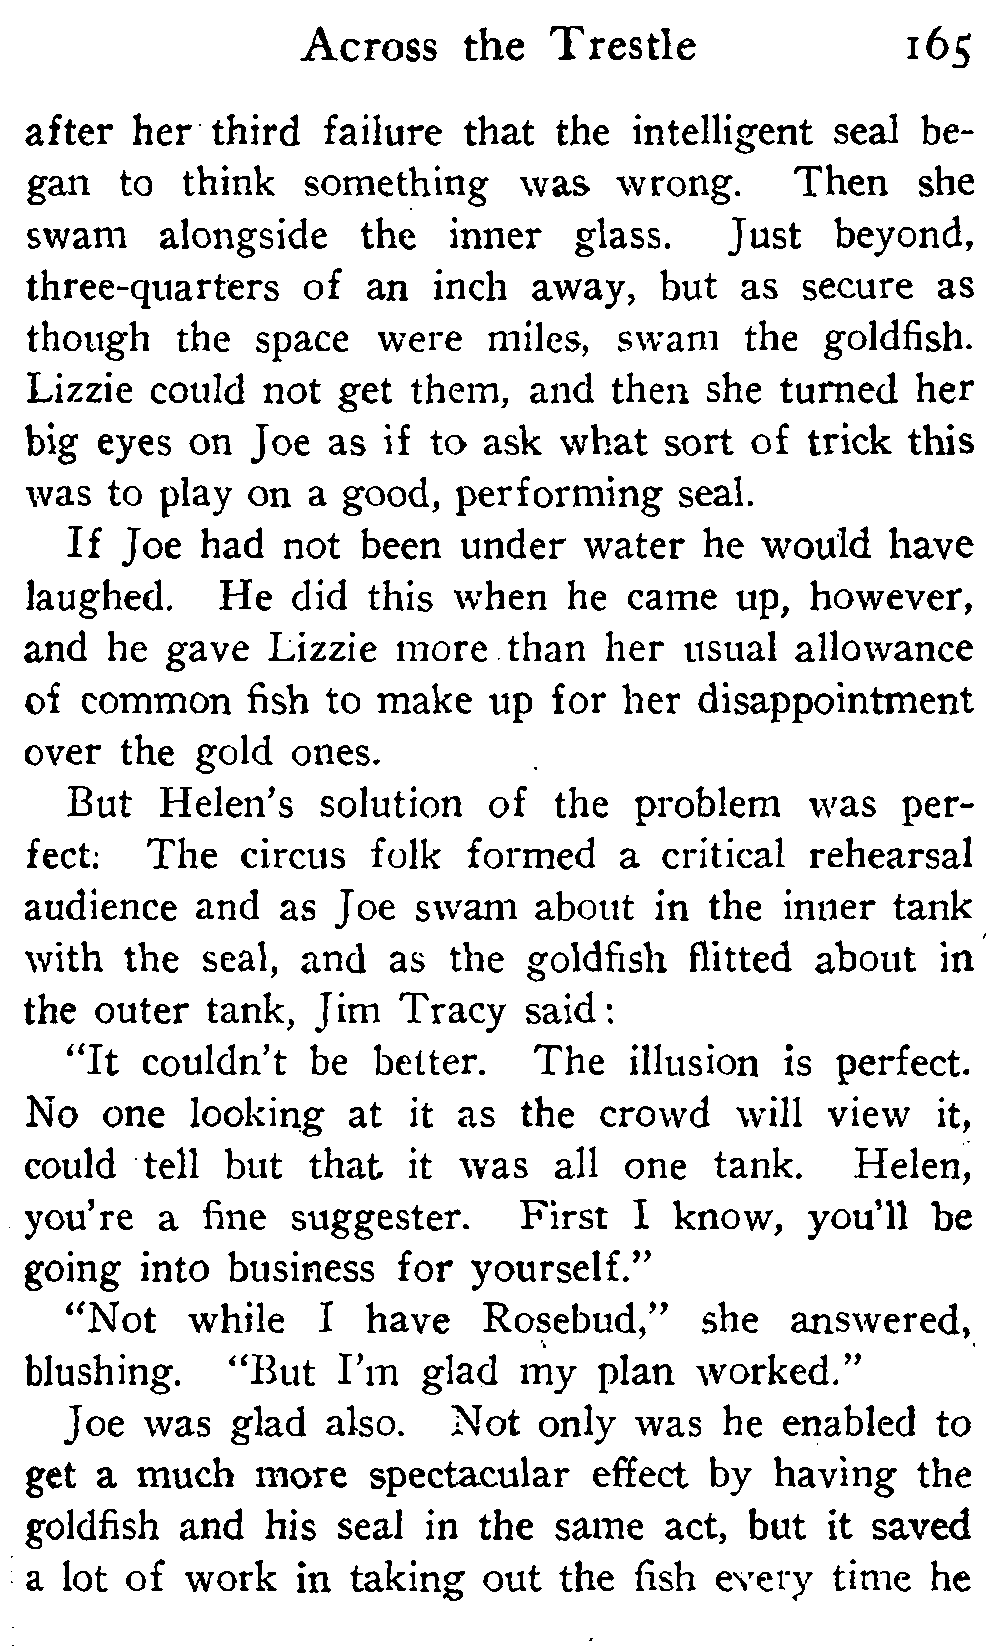 Across the Trestle 165
after her third failure that the intelligent seal be-
gan to think something was wrong. Then she
swam alongside the inner glass. Just beyond,
three-quarters of an inch away, but as secure as
though the space were miles, swam the goldfish.
Lizzie could not get them, and then she turned her
big eyes on Joe as if to ask what sort of trick this
was to play on a good, performing seal.
If Joe had not been under water he would have
laughed. He did this when he came up, however,
and he gave Lizzie more than her usual allowance
of common fish to make up for her disappointment
over the gold ones.
But Helen's solution of the problem was per-
fect: The circus folk formed a critical rehearsal
audience and as Joe swam about in the inner tank
with the seal, and as the goldfish flitted about in
the outer tank, Jim Tracy said:
"It couldn't be better. The illusion is perfect.
No one looking at it as the crowd will view it,
could tell but that it was all one tank. Helen,
you're a fine suggester. First I know, you'll be
going into business for yourself."
"Not while I have Rosebud," she answered,
blushing. "But I'm glad my plan worked."
Joe was glad also. Not only was he enabled to
get a much more spectacular effect by having the
goldfish and his seal in the same act, but it saved
a lot of work in taking out the fish every time he